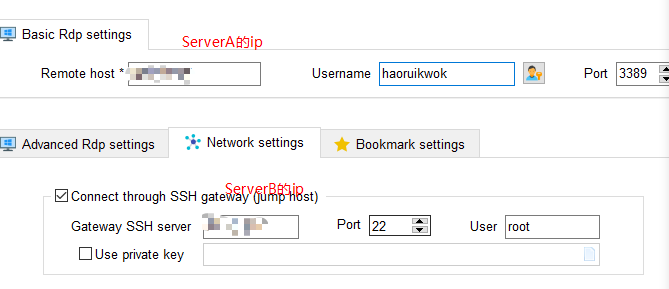 Basic Rdp settings
ServerA的ip
Remote host * Username haoruikwok Port 3389
Advanced Rdp settings Network settings Bookmark settings
ServerB的ip
Connect through SSH gateway (jump host)
Gateway SSH server Port 22 User root
Use private key